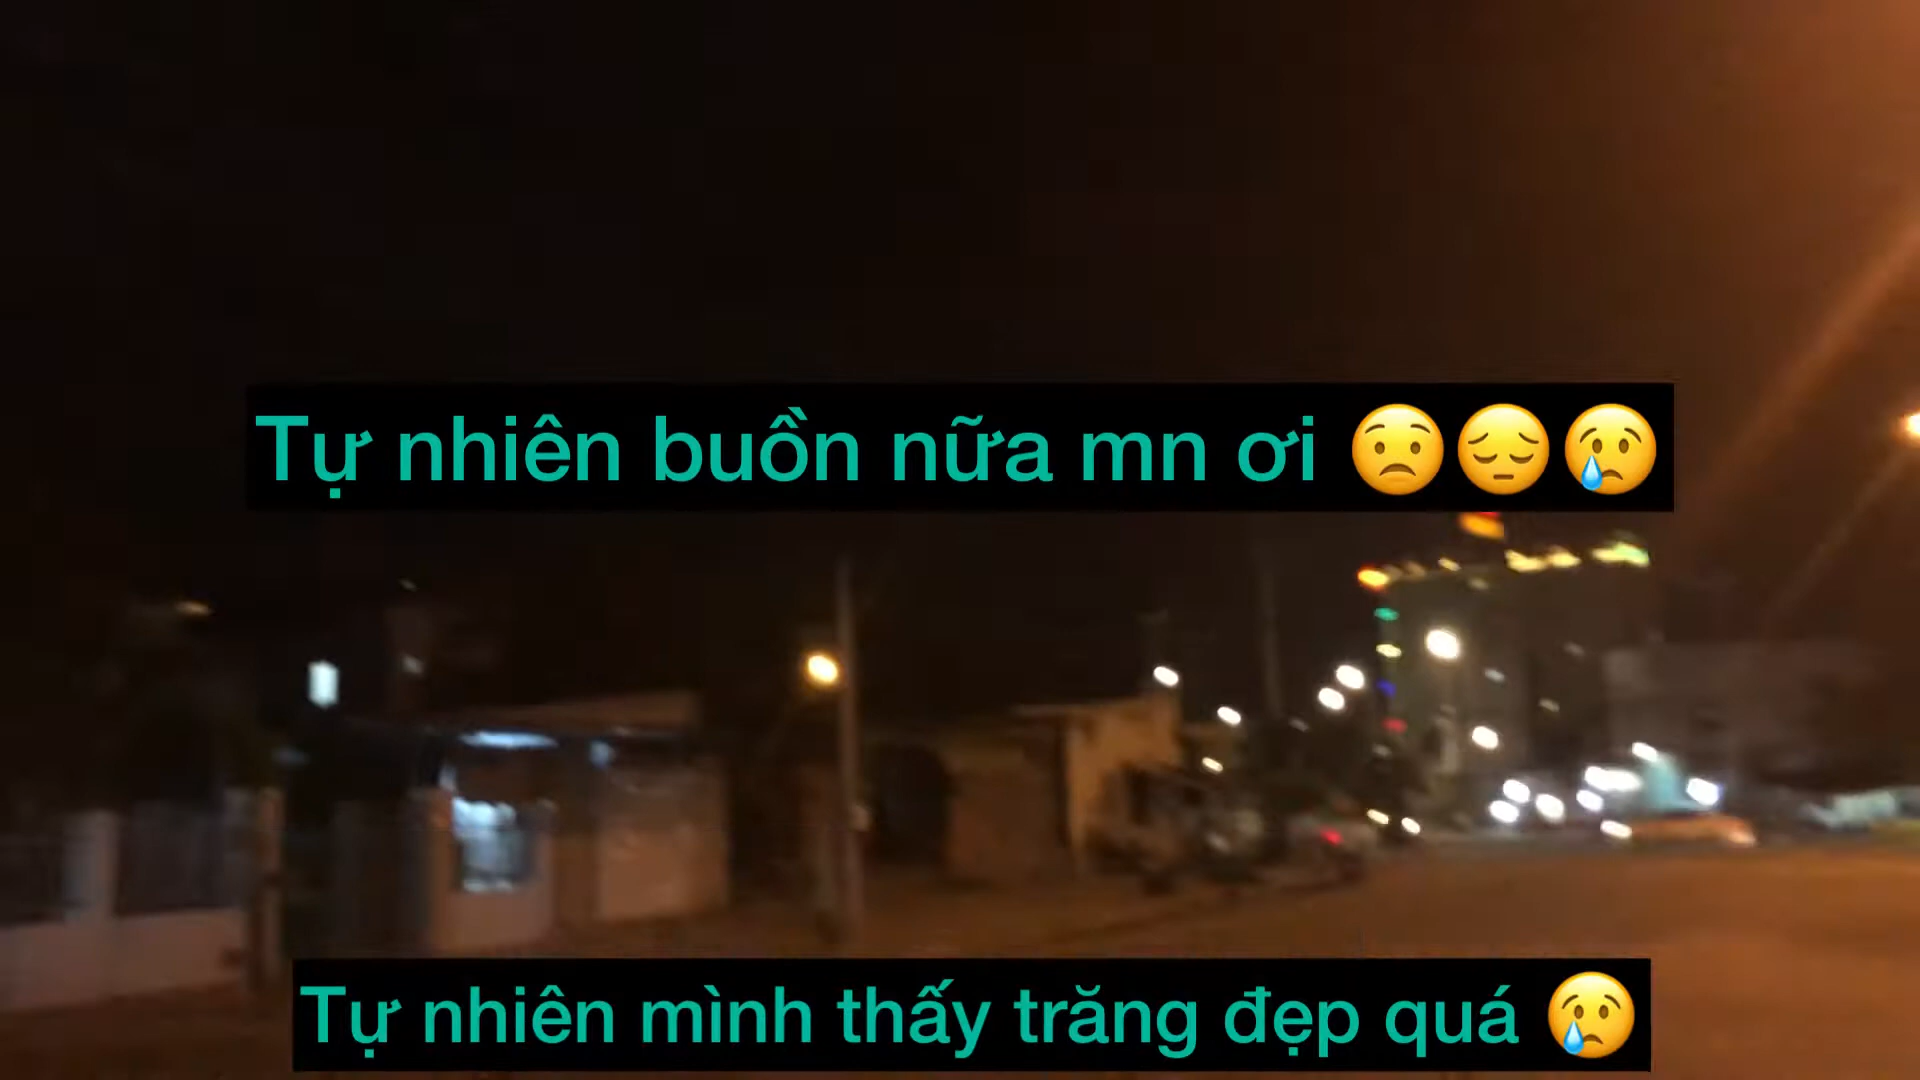 Tự nhiên buồn nữa mn ơi 😟😔😢
Tự nhiên mình thấy trăng đẹp quá 😢